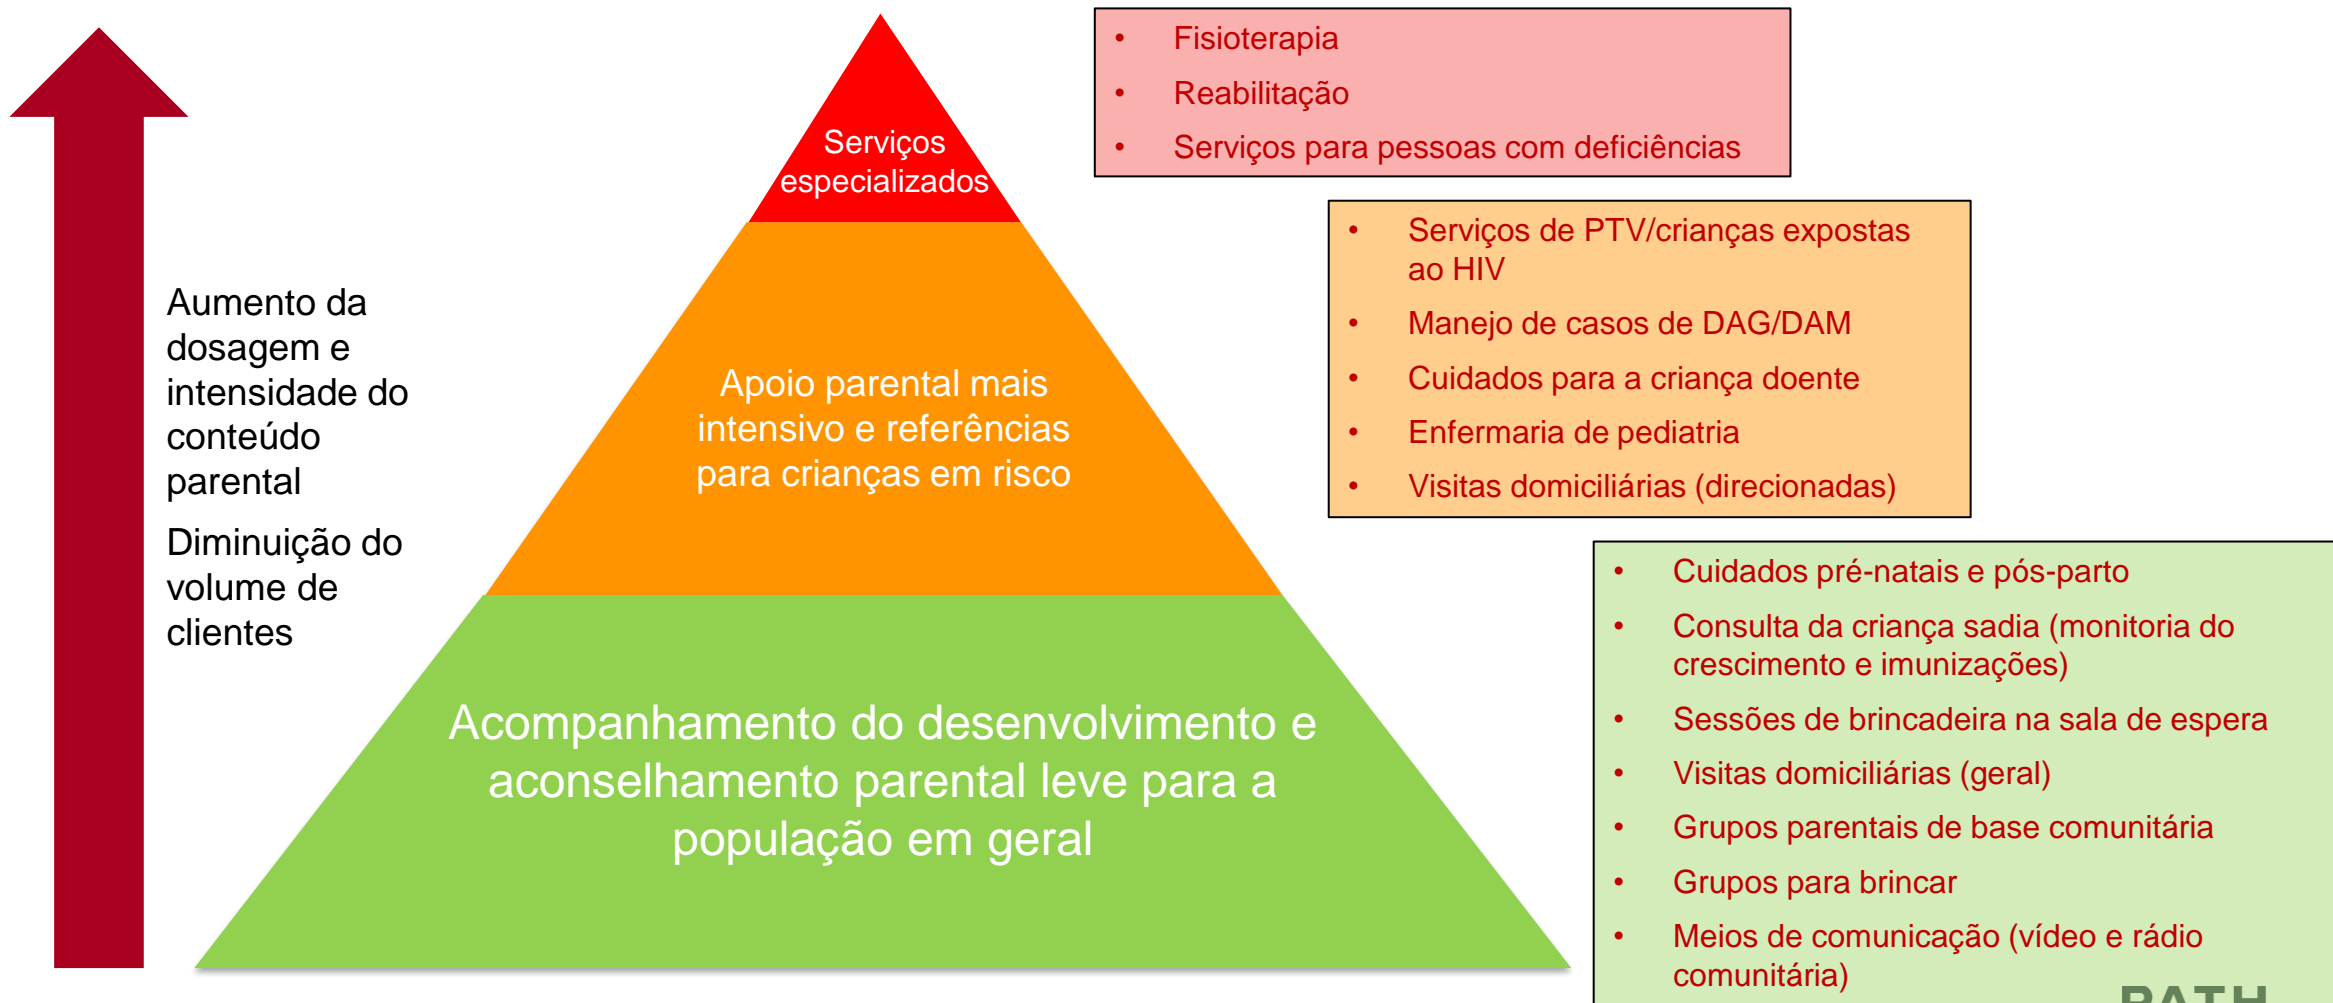 Serviços
especializados
Apoio parental mais
intensivo e referências
para crianças em risco
Acompanhamento do desenvolvimento e
aconselhamento parental leve para a
população em geral
Aumento da
dosagem e
intensidade do
conteúdo
parental
Diminuição do
volume de
clientes
• Fisioterapia
• Reabilitação
• Serviços para pessoas com deficiências
• Serviços de PTV/crianças expostas
ao HIV
• Manejo de casos de DAG/DAM
• Cuidados para a criança doente
• Enfermaria de pediatria
• Visitas domiciliárias (direcionadas)
• Cuidados pré-natais e pós-parto
• Consulta da criança sadia (monitoria do
crescimento e imunizações)
• Sessões de brincadeira na sala de espera
• Visitas domiciliárias (geral)
• Grupos parentais de base comunitária
• Grupos para brincar
• Meios de comunicação (vídeo e rádio
comunitária)
PATH